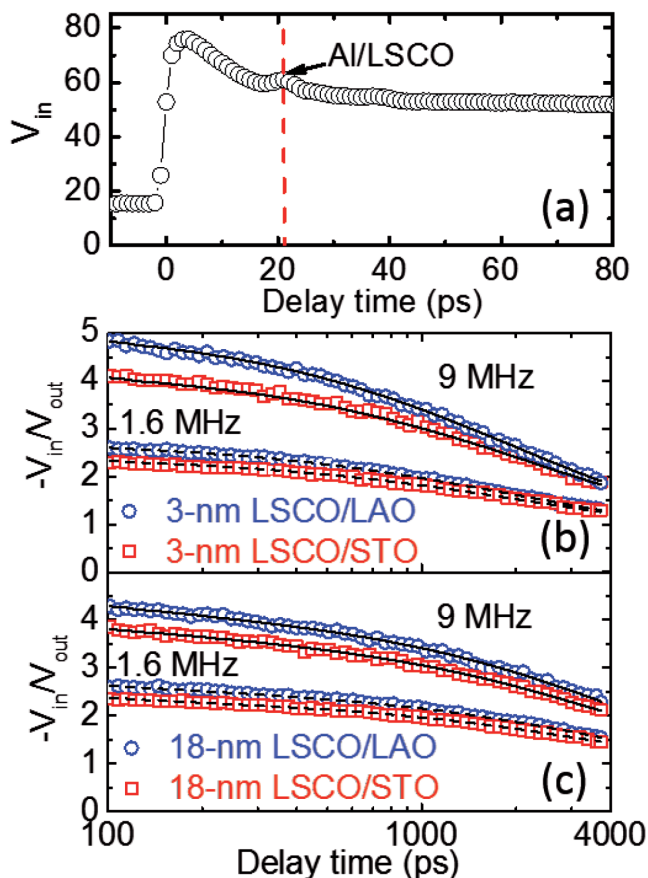 80
60
40
20
0
V_in
Al/LSCO
(a)
0 20 40 60 80
Delay time (ps)
5
4
3
2
1
0
-V_in/V_out
9 MHz
1.6 MHz
3-nm LSCO/LAO
3-nm LSCO/STO
(b)
4
3
2
1
0
-V_in/V_out
9 MHz
1.6 MHz
18-nm LSCO/LAO
18-nm LSCO/STO
(c)
100 1000 4000
Delay time (ps)